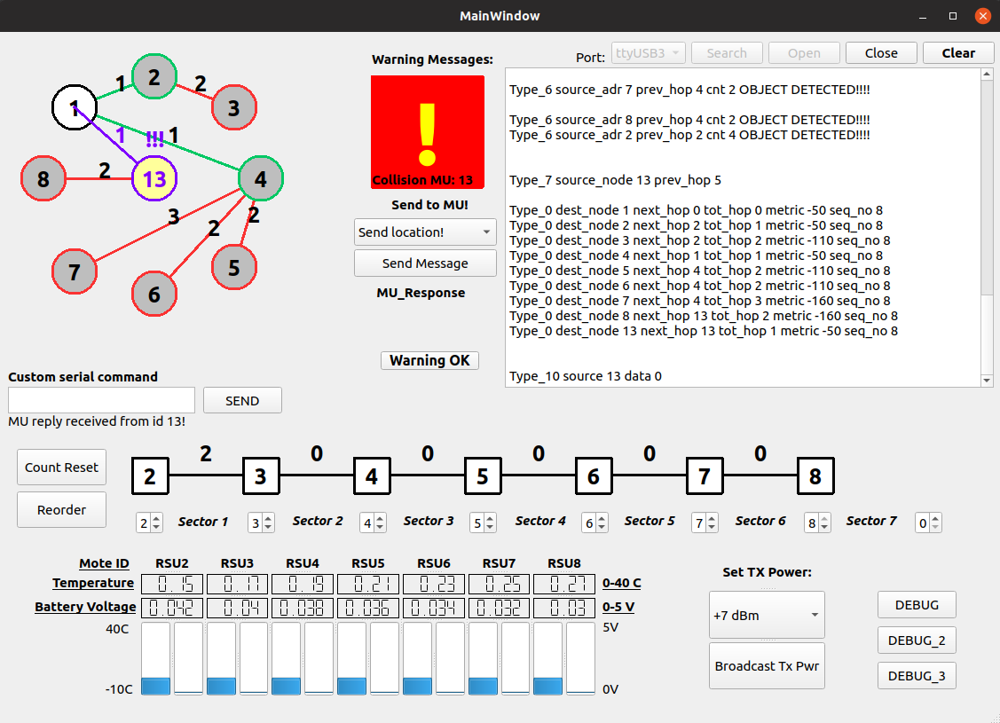 MainWindow
Port:
ttyUSB3
Search
Open
Close
Clear
1
2
3
4
5
6
7
8
13
1
2
1
!!!
1
2
3
2
2
Warning Messages:
!
Collision MU: 13
Send to MU!
Send location!
Send Message
MU_Response
Warning OK
Type_6 source_adr 7 prev_hop 4 cnt 2 OBJECT DETECTED!!!!
Type_6 source_adr 8 prev_hop 4 cnt 2 OBJECT DETECTED!!!!
Type_6 source_adr 2 prev_hop 2 cnt 4 OBJECT DETECTED!!!!
Type_7 source_node 13 prev_hop 5
Type_0 dest_node 1 next_hop 0 tot_hop 0 metric -50 seq_no 8
Type_0 dest_node 2 next_hop 2 tot_hop 1 metric -50 seq_no 8
Type_0 dest_node 3 next_hop 2 tot_hop 2 metric -110 seq_no 8
Type_0 dest_node 4 next_hop 1 tot_hop 1 metric -50 seq_no 8
Type_0 dest_node 5 next_hop 4 tot_hop 2 metric -110 seq_no 8
Type_0 dest_node 6 next_hop 4 tot_hop 2 metric -110 seq_no 8
Type_0 dest_node 7 next_hop 4 tot_hop 3 metric -160 seq_no 8
Type_0 dest_node 8 next_hop 13 tot_hop 2 metric -160 seq_no 8
Type_0 dest_node 13 next_hop 13 tot_hop 1 metric -50 seq_no 8
Type_10 source 13 data 0
Custom serial command
SEND
MU reply received from id 13!
Count Reset
Reorder
2 0 0 0 0 0
2 3 4 5 6 7 8
2 Sector 1 3 Sector 2 4 Sector 3 5 Sector 4 6 Sector 5 7 Sector 6 8 Sector 7 0
Mote ID RSU2 RSU3 RSU4 RSU5 RSU6 RSU7 RSU8
Temperature 0.15 0.17 0.19 0.21 0.23 0.25 0.27 0-40 C
Battery Voltage 0.042 0.04 0.038 0.036 0.034 0.032 0.03 0-5 V
40C 5V
-10C 0V
Set TX Power:
+7 dBm
Broadcast Tx Pwr
DEBUG
DEBUG_2
DEBUG_3